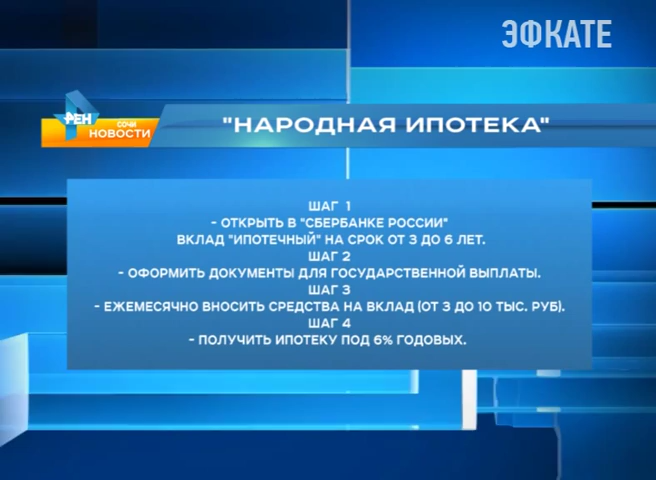 ЭФКАТЕ
РЕН
СОЧИ
НОВОСТИ
"НАРОДНАЯ ИПОТЕКА"
ШАГ 1
- ОТКРЫТЬ В "СБЕРБАНКЕ РОССИИ"
ВКЛАД "ИПОТЕЧНЫЙ" НА СРОК ОТ 3 ДО 6 ЛЕТ.
ШАГ 2
- ОФОРМИТЬ ДОКУМЕНТЫ ДЛЯ ГОСУДАРСТВЕННОЙ ВЫПЛАТЫ.
ШАГ 3
- ЕЖЕМЕСЯЧНО ВНОСИТЬ СРЕДСТВА НА ВКЛАД (ОТ 3 ДО 10 ТЫС. РУБ).
ШАГ 4
- ПОЛУЧИТЬ ИПОТЕКУ ПОД 6% ГОДОВЫХ.